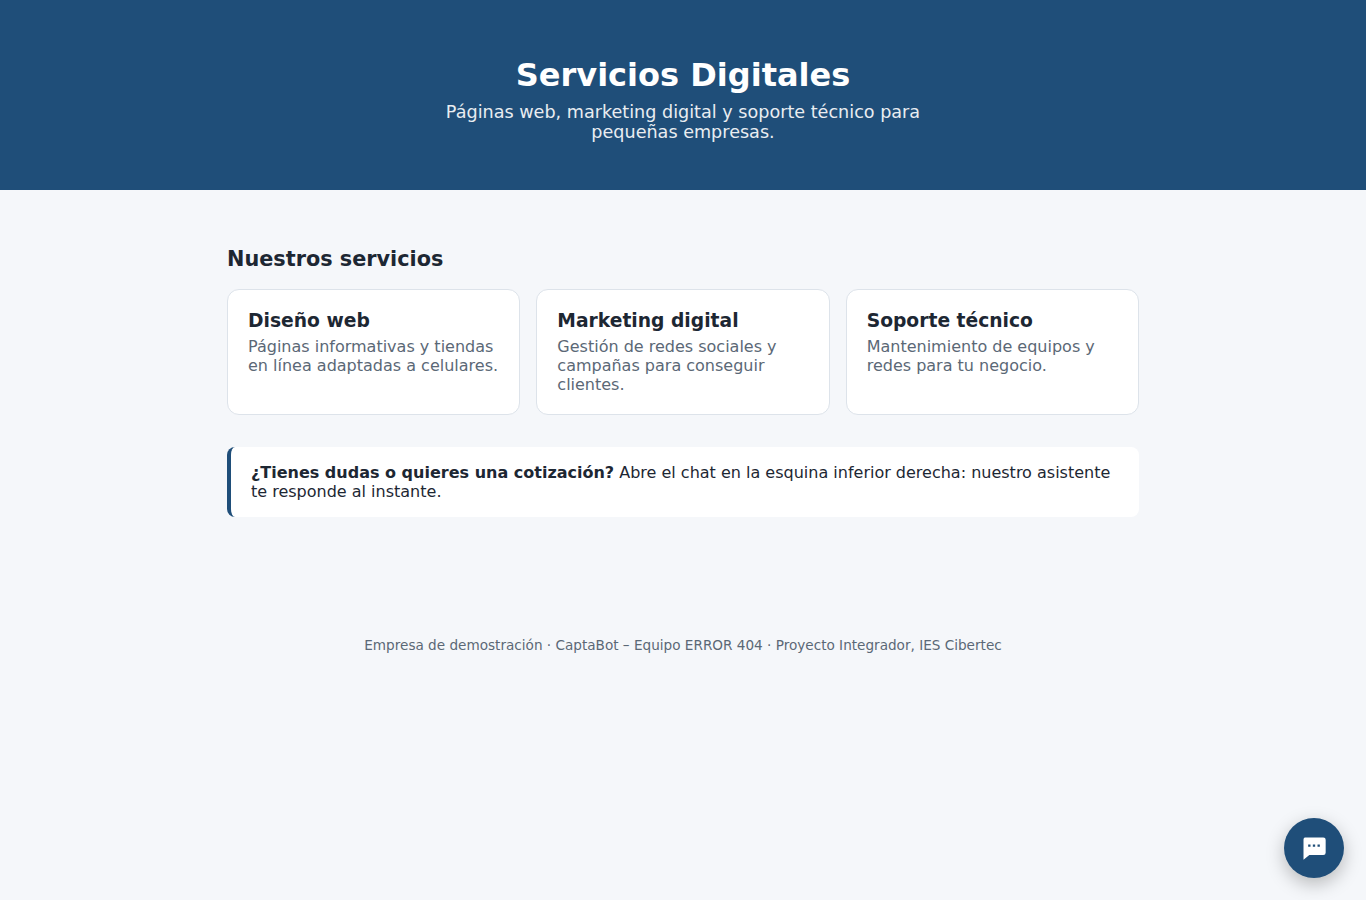 Servicios Digitales
Páginas web, marketing digital y soporte técnico para
pequeñas empresas.
Nuestros servicios
Diseño web
Páginas informativas y tiendas
en línea adaptadas a celulares.
Marketing digital
Gestión de redes sociales y
campañas para conseguir
clientes.
Soporte técnico
Mantenimiento de equipos y
redes para tu negocio.
¿Tienes dudas o quieres una cotización? Abre el chat en la esquina inferior derecha: nuestro asistente
te responde al instante.
Empresa de demostración · CaptaBot – Equipo ERROR 404 · Proyecto Integrador, IES Cibertec